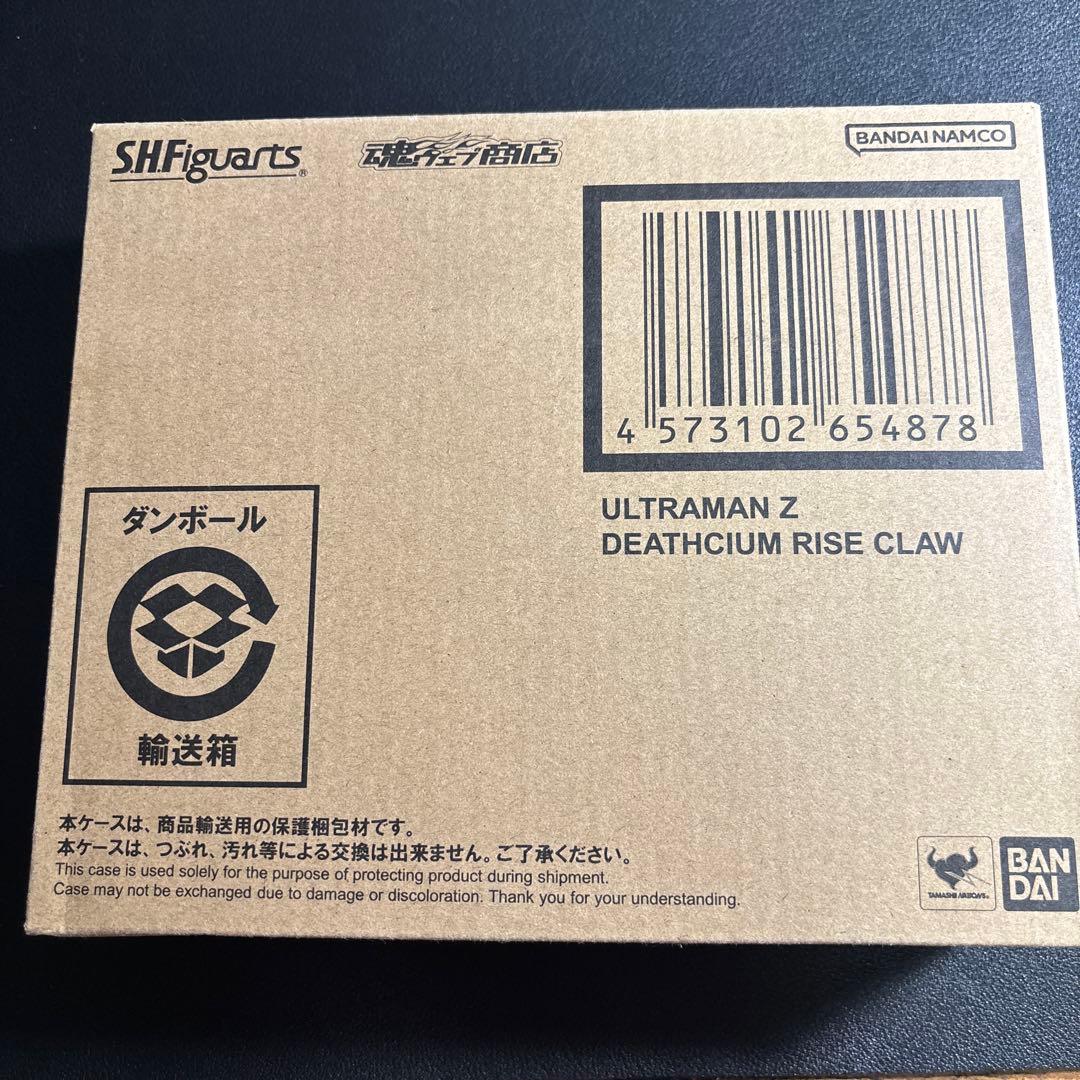 S.H.Figuarts®
魂ウェブ商店
BANDAI NAMCO
4 573102 654878
ULTRAMAN Z
DEATHCIUM RISE CLAW
ダンボール
輸送箱
本ケースは、商品輸送用の保護梱包材です。
本ケースは、つぶれ、汚れ等による交換は出来ません。ご了承ください。
This case is used solely for the purpose of protecting product during shipment.
Case may not be exchanged due to damage or discoloration. Thank you for your understanding.
TAMASHII NATIONS®
BAN
DAI